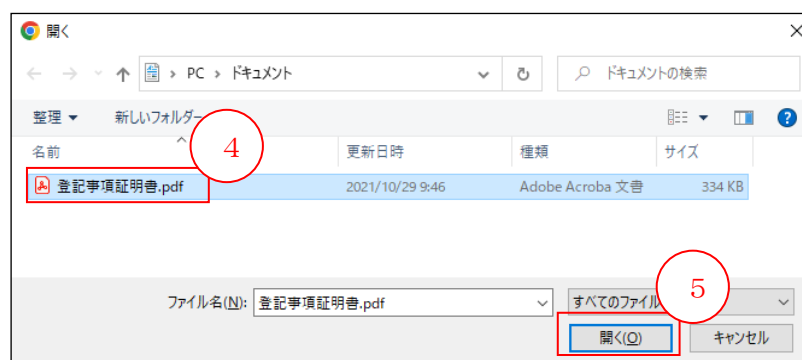 開く
PC › ドキュメント
ドキュメントの検索
整理 新しいフォルダー
名前 更新日時 種類 サイズ
4
登記事項証明書.pdf 2021/10/29 9:46 Adobe Acroba 文書 334 KB
ファイル名(N): 登記事項証明書.pdf すべてのファイル
5
開く(O) キャンセル